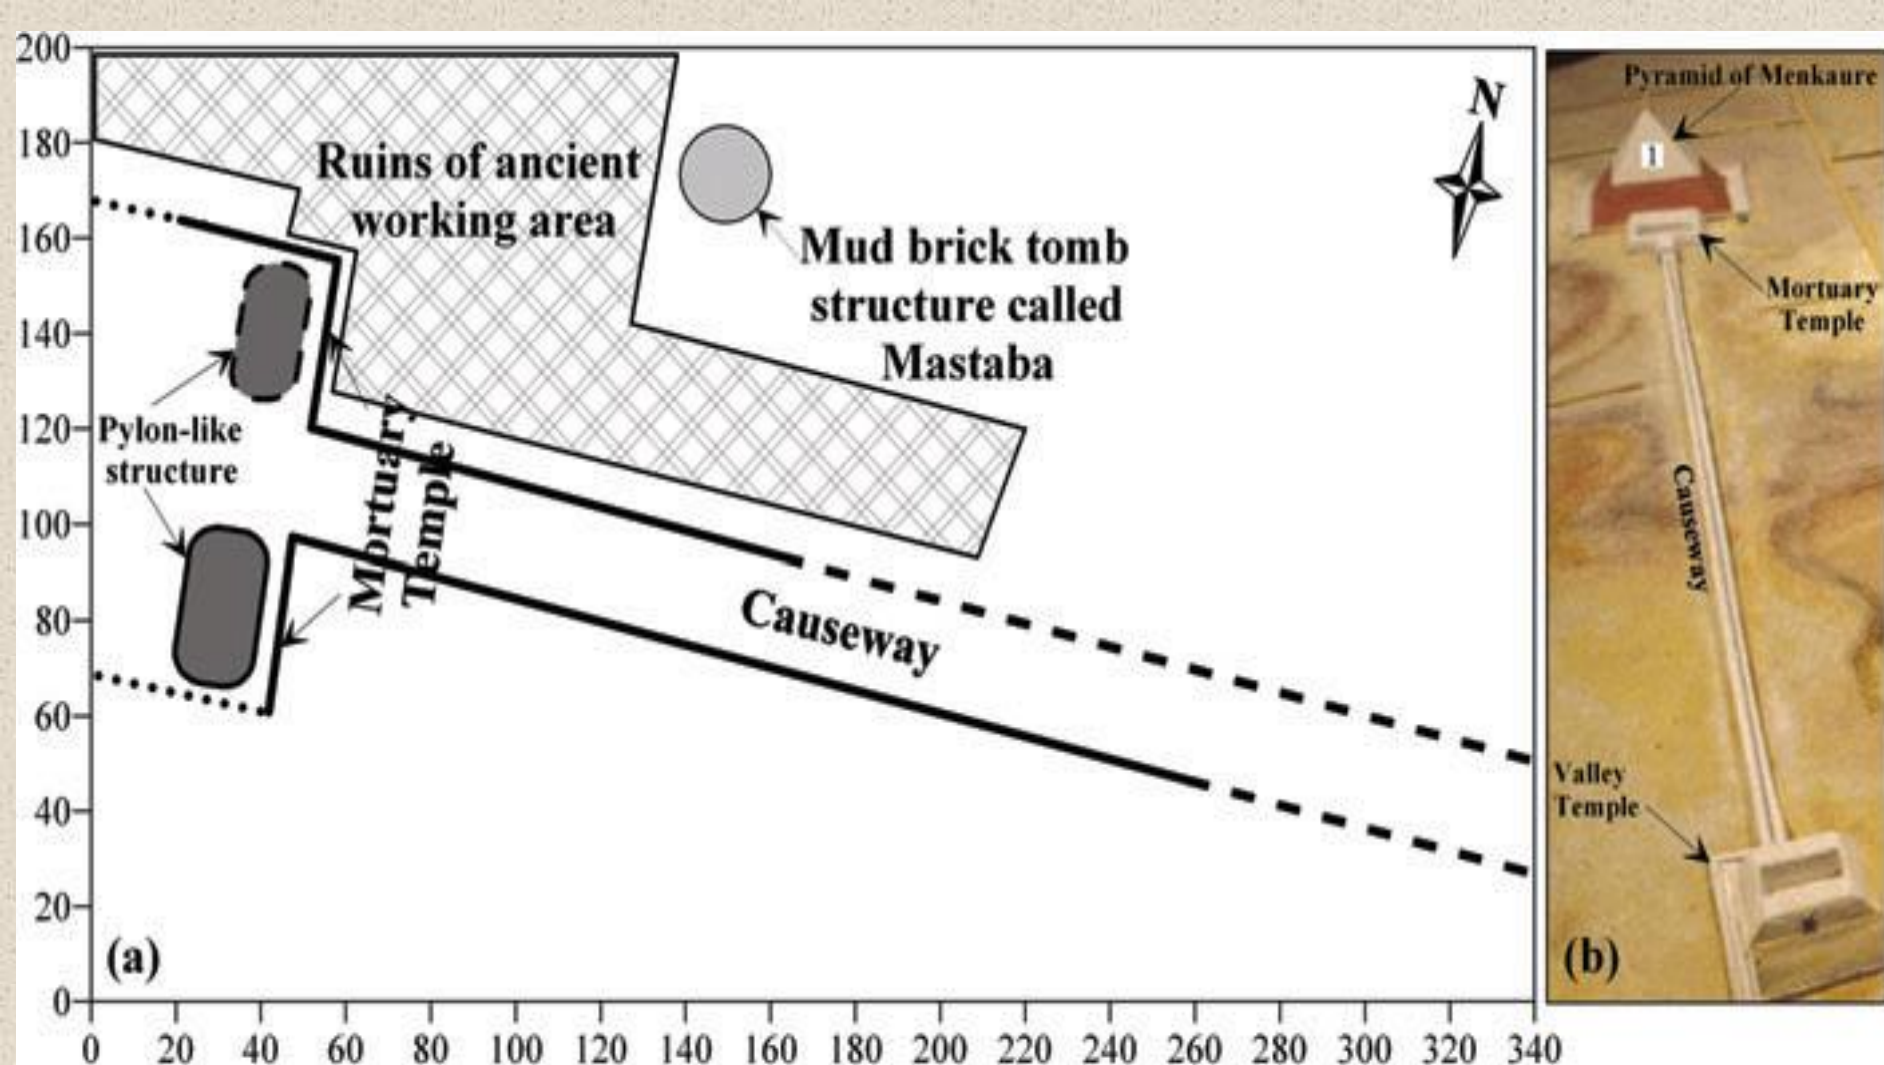 200
180
160
140
120
100
80
60
40
20
0
0 20 40 60 80 100 120 140 160 180 200 220 240 260 280 300 320 340
Ruins of ancient
working area
N
Mud brick tomb
structure called
Mastaba
Pylon-like
structure
Mortuary
Temple
Causeway
(a)
Pyramid of Menkaure
1
Mortuary
Temple
Causeway
Valley
Temple
(b)